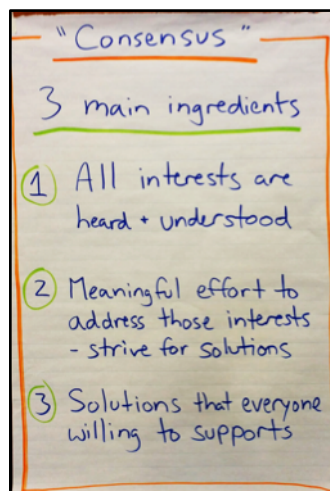 "Consensus"
3 main ingredients
1 All interests are
heard + understood
2 Meaningful effort to
address those interests
- strive for solutions
3 Solutions that everyone
willing to supports